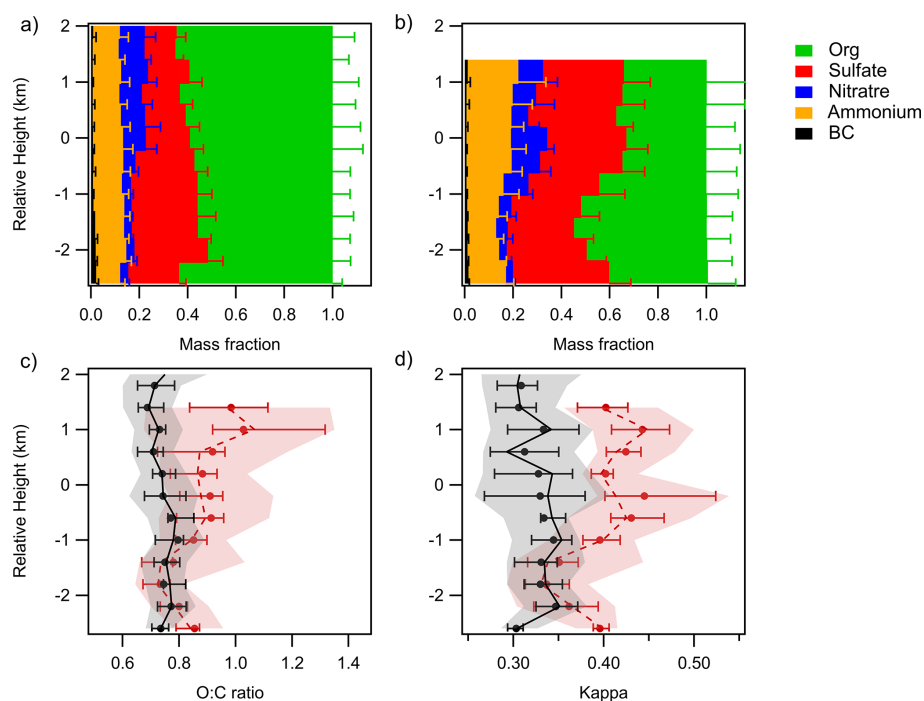 a)
b)
2
1
0
-1
-2
Relative Height (km)
0.0 0.2 0.4 0.6 0.8 1.0
Mass fraction
2
1
0
-1
-2
Relative Height (km)
0.0 0.2 0.4 0.6 0.8 1.0
Mass fraction
Org
Sulfate
Nitratre
Ammonium
BC
c)
d)
2
1
0
-1
-2
Relative Height (km)
0.6 0.8 1.0 1.2 1.4
O:C ratio
2
1
0
-1
-2
0.30 0.40 0.50
Kappa